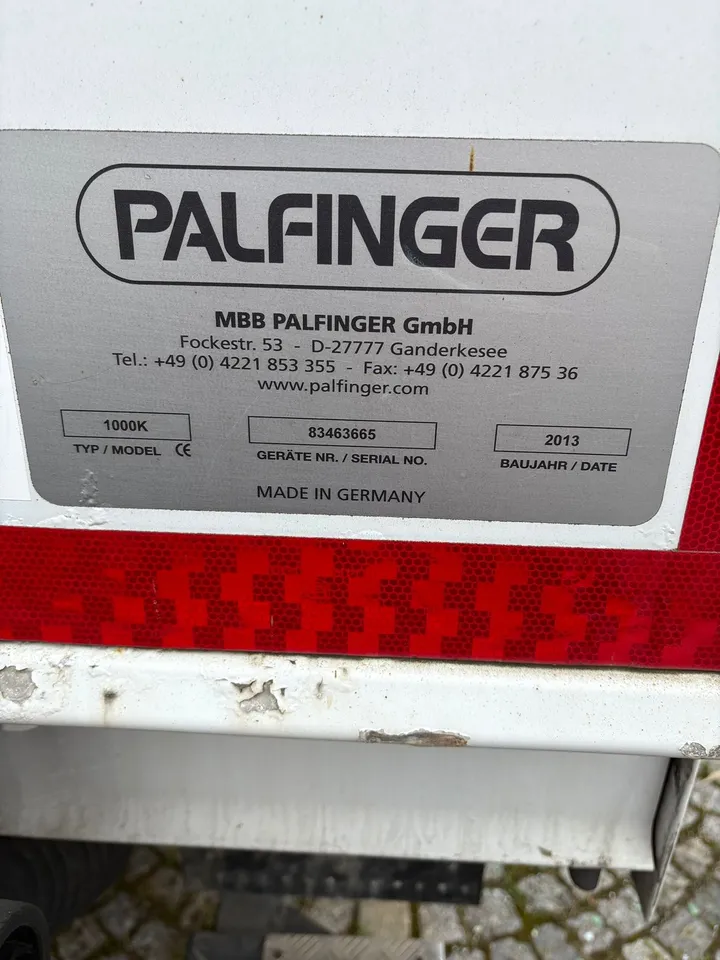 PALFINGER
MBB PALFINGER GmbH
Fockestr. 53 - D-27777 Ganderkesee
Tel.: +49 (0) 4221 853 355 - Fax: +49 (0) 4221 875 36
www.palfinger.com
1000K 83463665 2013
TYP / MODEL CE GERÄTE NR. / SERIAL NO. BAUJAHR / DATE
MADE IN GERMANY